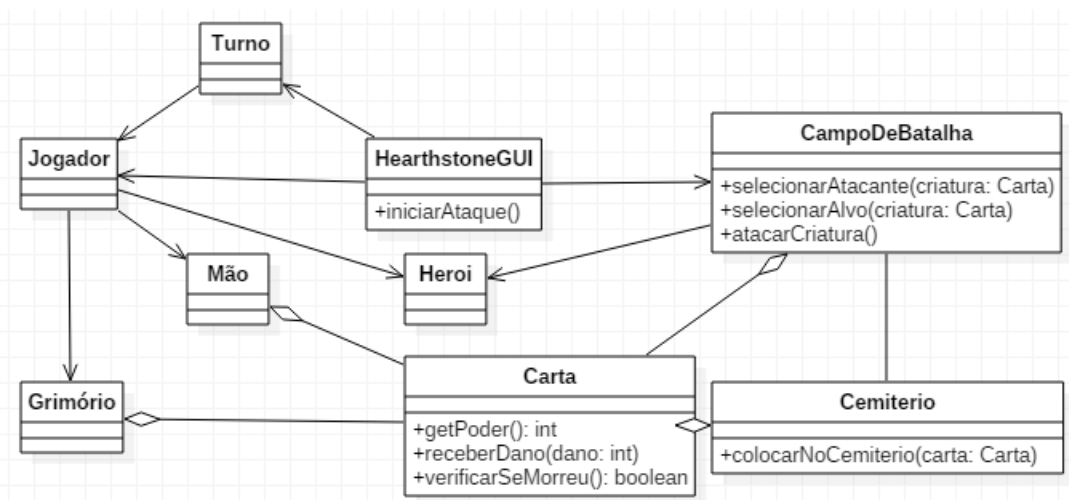 Turno
Jogador
HearthstoneGUI
+iniciarAtaque()
CampoDeBatalha
+selecionarAtacante(criatura: Carta)
+selecionarAlvo(criatura: Carta)
+atacarCriatura()
Mão
Heroi
Grimório
Carta
+getPoder(): int
+receberDano(dano: int)
+verificarSeMorreu(): boolean
Cemiterio
+colocarNoCemiterio(carta: Carta)